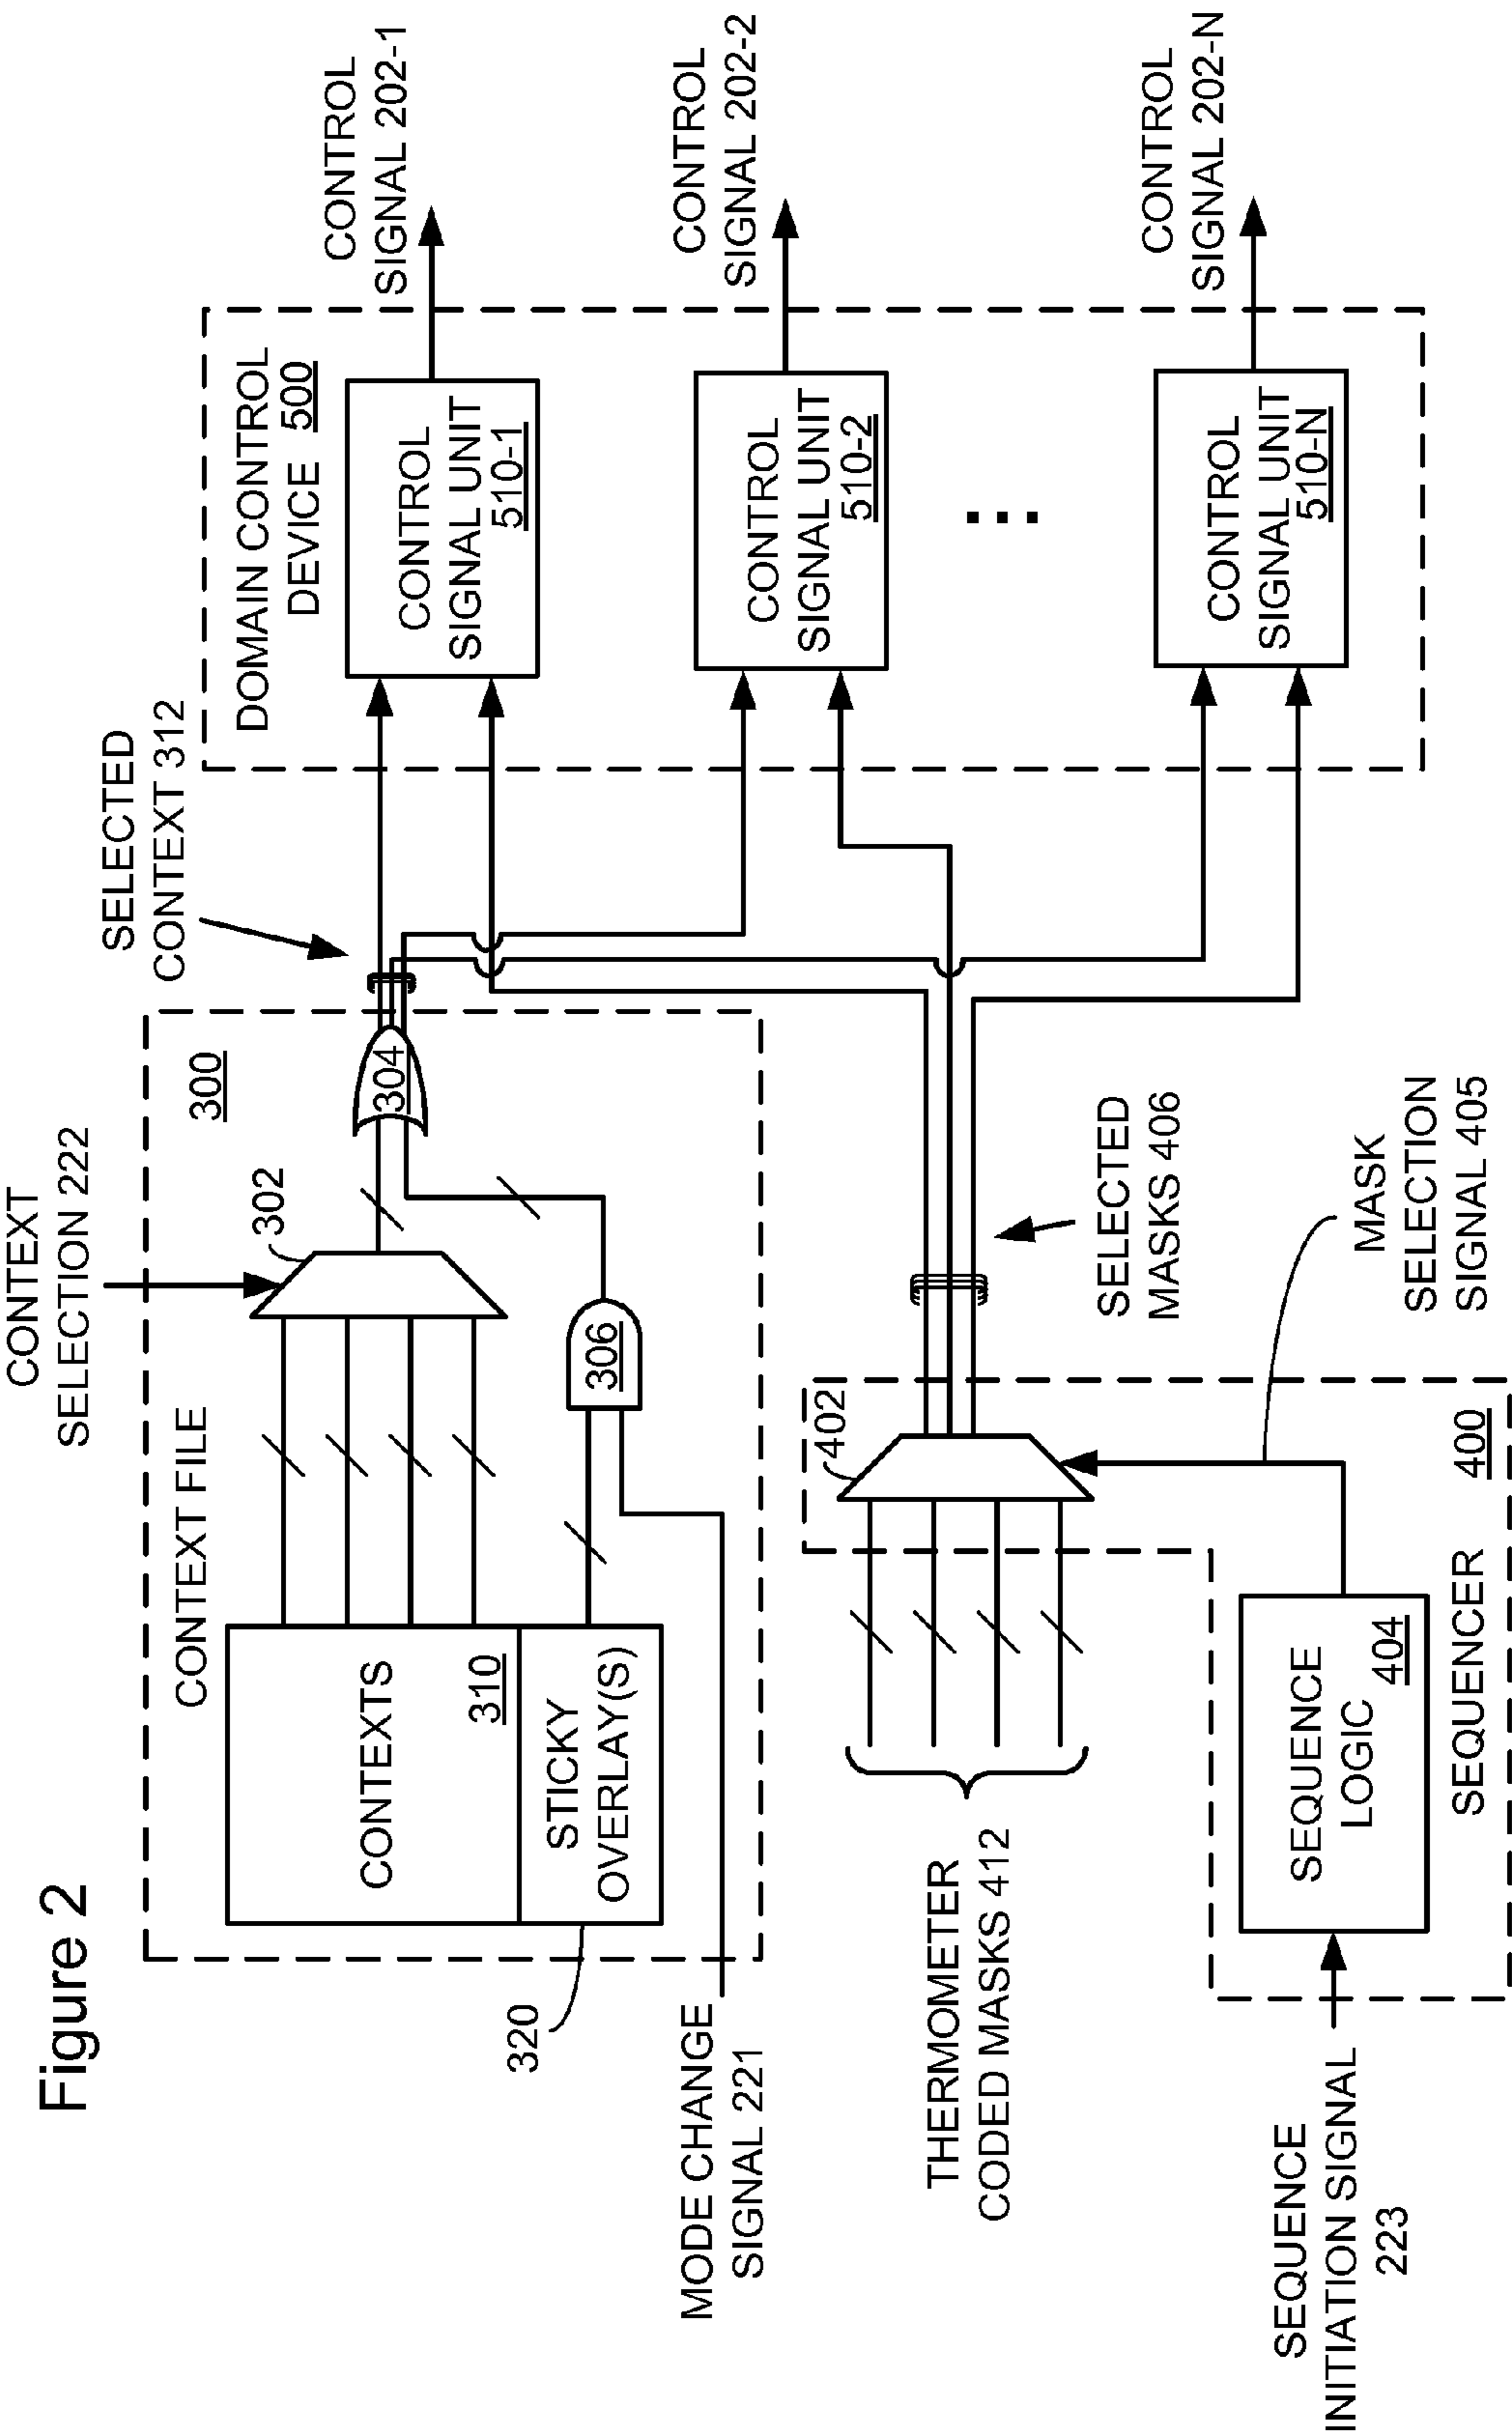 Figure 2
CONTEXT
SELECTION 222
CONTEXT FILE
300
CONTEXTS
310
STICKY
OVERLAY(S)
320
302
304
306
MODE CHANGE
SIGNAL 221
SELECTED
CONTEXT 312
THERMOMETER
CODED MASKS 412
402
SELECTED
MASKS 406
MASK
SELECTION
SIGNAL 405
SEQUENCE
LOGIC
404
SEQUENCER
400
SEQUENCE
INITIATION SIGNAL
223
DOMAIN CONTROL
DEVICE 500
CONTROL
SIGNAL UNIT
510-1
CONTROL
SIGNAL UNIT
510-2
...
CONTROL
SIGNAL UNIT
510-N
CONTROL
SIGNAL 202-1
CONTROL
SIGNAL 202-2
CONTROL
SIGNAL 202-N